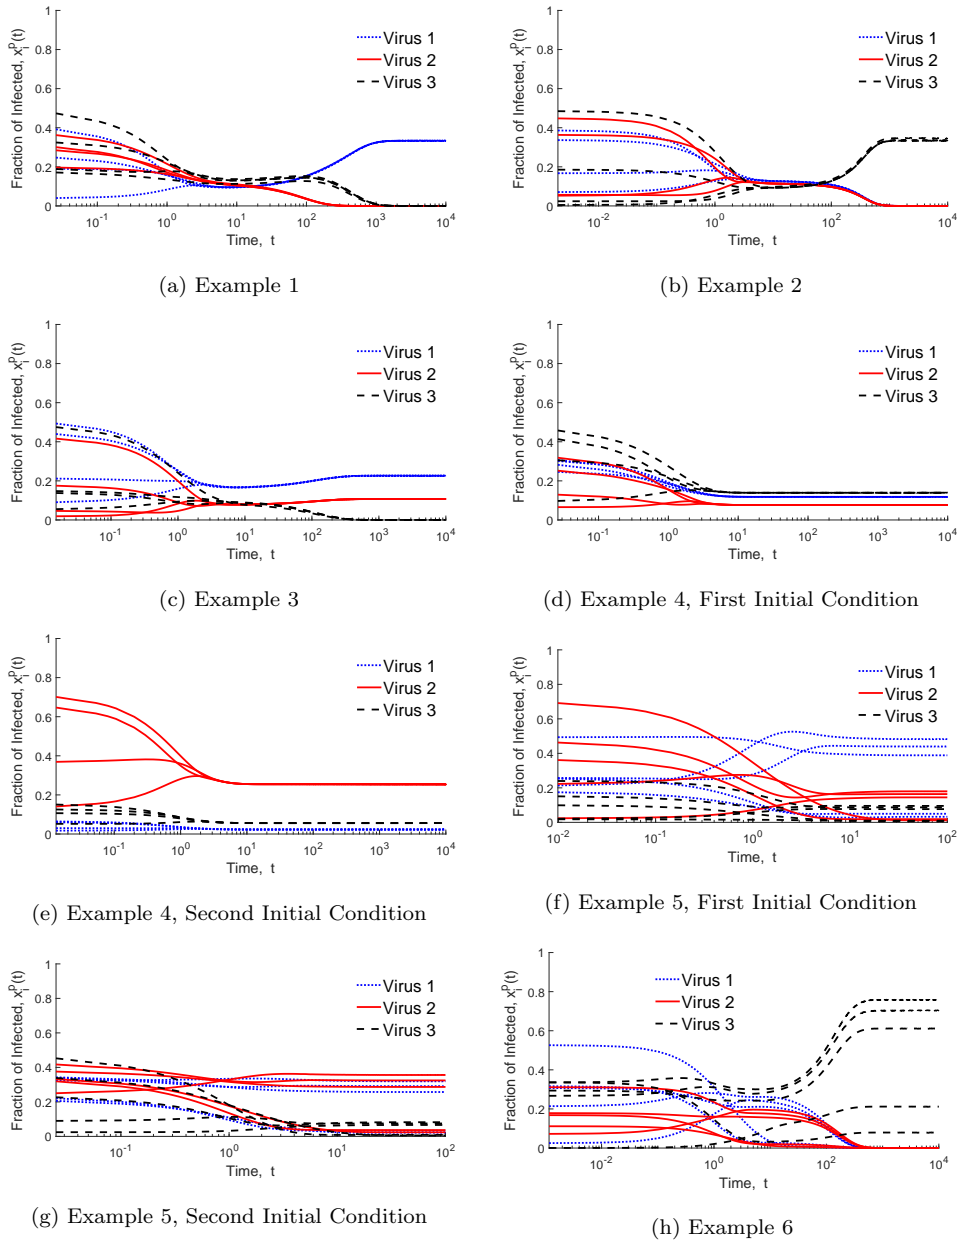 Fraction of Infected, x_i^p(t)
1
0.8
0.6
0.4
0.2
0
10^-1 10^0 10^1 10^2 10^3 10^4
Time, t
Virus 1
Virus 2
Virus 3
(a) Example 1
Fraction of Infected, x_i^p(t)
1
0.8
0.6
0.4
0.2
0
10^-2 10^0 10^2 10^4
Time, t
Virus 1
Virus 2
Virus 3
(b) Example 2
Fraction of Infected, x_i^p(t)
1
0.8
0.6
0.4
0.2
0
10^-1 10^0 10^1 10^2 10^3 10^4
Time, t
Virus 1
Virus 2
Virus 3
(c) Example 3
Fraction of Infected, x_i^p(t)
1
0.8
0.6
0.4
0.2
0
10^-1 10^0 10^1 10^2 10^3 10^4
Time, t
Virus 1
Virus 2
Virus 3
(d) Example 4, First Initial Condition
Fraction of Infected, x_i^p(t)
1
0.8
0.6
0.4
0.2
0
10^-1 10^0 10^1 10^2 10^3 10^4
Time, t
Virus 1
Virus 2
Virus 3
(e) Example 4, Second Initial Condition
Fraction of Infected, x_i^p(t)
1
0.8
0.6
0.4
0.2
0
10^-2 10^-1 10^0 10^1 10^2
Time, t
Virus 1
Virus 2
Virus 3
(f) Example 5, First Initial Condition
Fraction of Infected, x_i^p(t)
1
0.8
0.6
0.4
0.2
0
10^-1 10^0 10^1 10^2
Time, t
Virus 1
Virus 2
Virus 3
(g) Example 5, Second Initial Condition
Fraction of Infected, x_i^p(t)
1
0.8
0.6
0.4
0.2
0
10^-2 10^0 10^2 10^4
Time, t
Virus 1
Virus 2
Virus 3
(h) Example 6